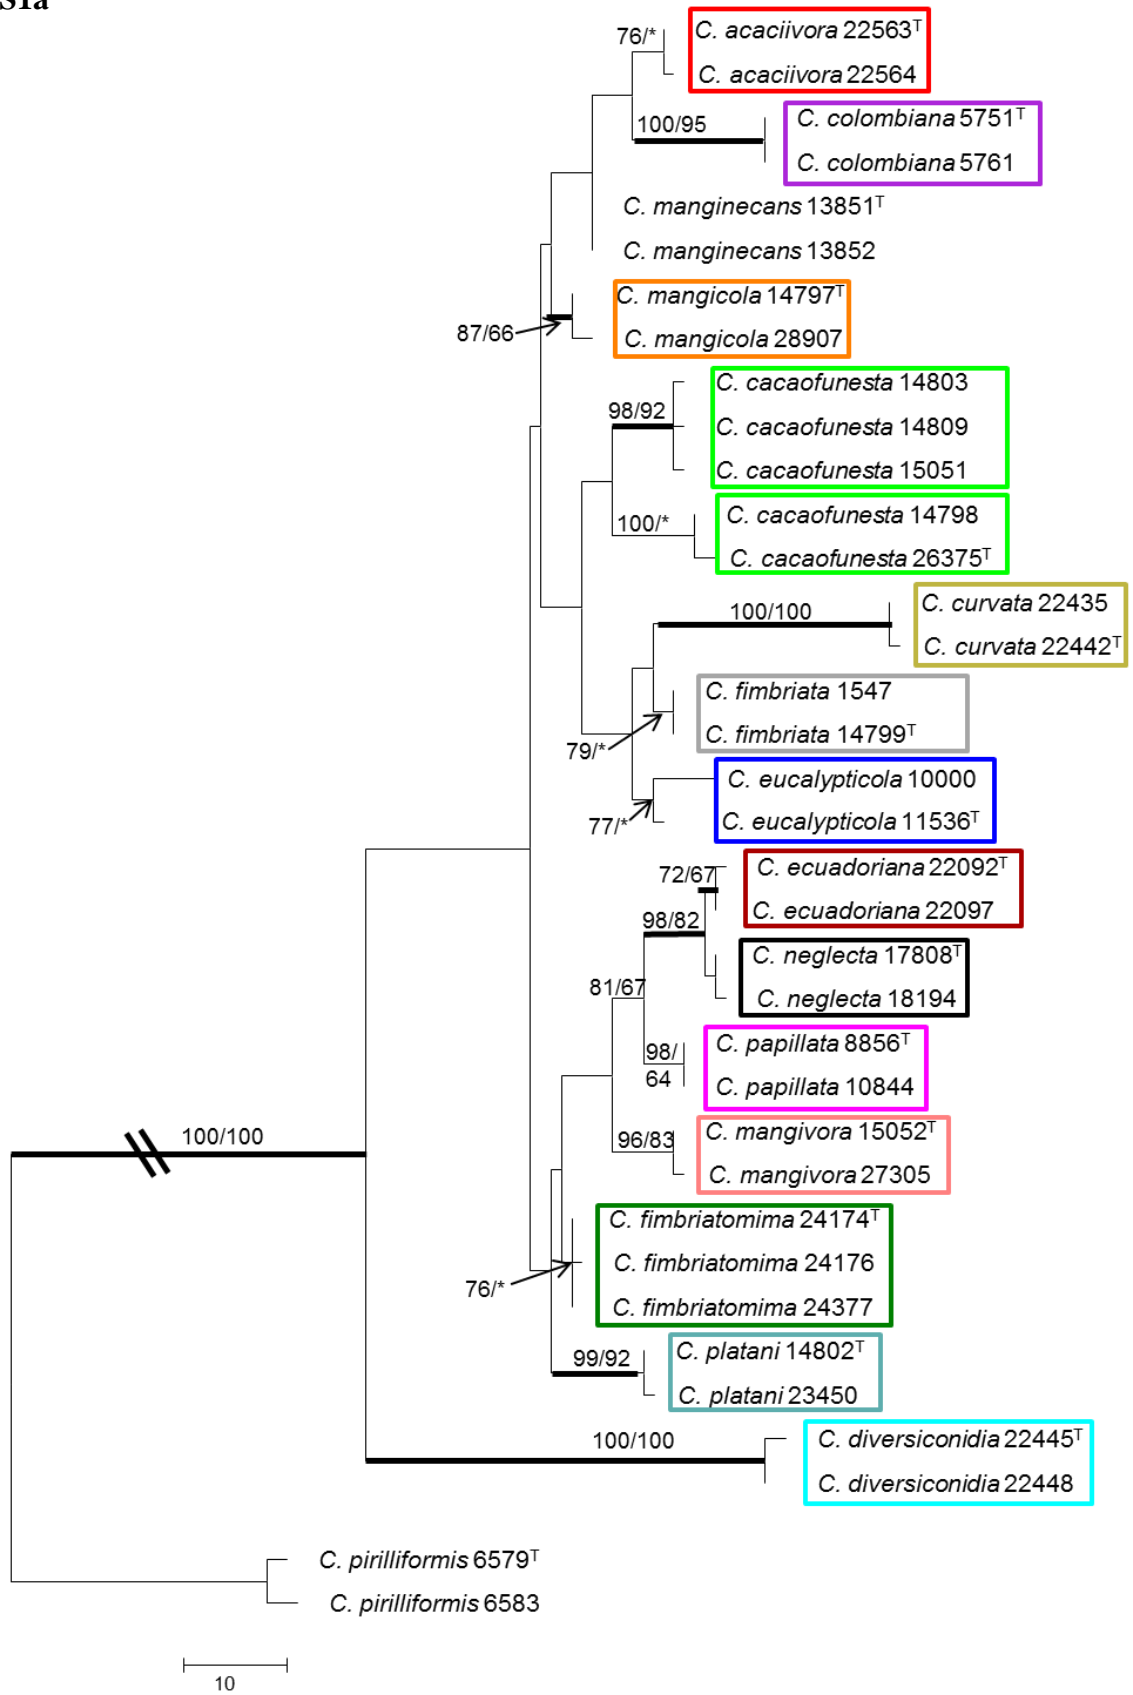 S1a
76/*
C. acaciivora 22563ᵀ
C. acaciivora 22564
100/95
C. colombiana 5751ᵀ
C. colombiana 5761
C. manginecans 13851ᵀ
C. manginecans 13852
87/66
C. mangicola 14797ᵀ
C. mangicola 28907
98/92
C. cacaofunesta 14803
C. cacaofunesta 14809
C. cacaofunesta 15051
100/*
C. cacaofunesta 14798
C. cacaofunesta 26375ᵀ
100/100
C. curvata 22435
C. curvata 22442ᵀ
79/*
C. fimbriata 1547
C. fimbriata 14799ᵀ
77/*
C. eucalypticola 10000
C. eucalypticola 11536ᵀ
72/67
C. ecuadoriana 22092ᵀ
C. ecuadoriana 22097
98/82
C. neglecta 17808ᵀ
C. neglecta 18194
81/67
98/
64
C. papillata 8856ᵀ
C. papillata 10844
96/83
C. mangivora 15052ᵀ
C. mangivora 27305
100/100
76/*
C. fimbriatomima 24174ᵀ
C. fimbriatomima 24176
C. fimbriatomima 24377
99/92
C. platani 14802ᵀ
C. platani 23450
100/100
C. diversiconidia 22445ᵀ
C. diversiconidia 22448
C. pirilliformis 6579ᵀ
C. pirilliformis 6583
10